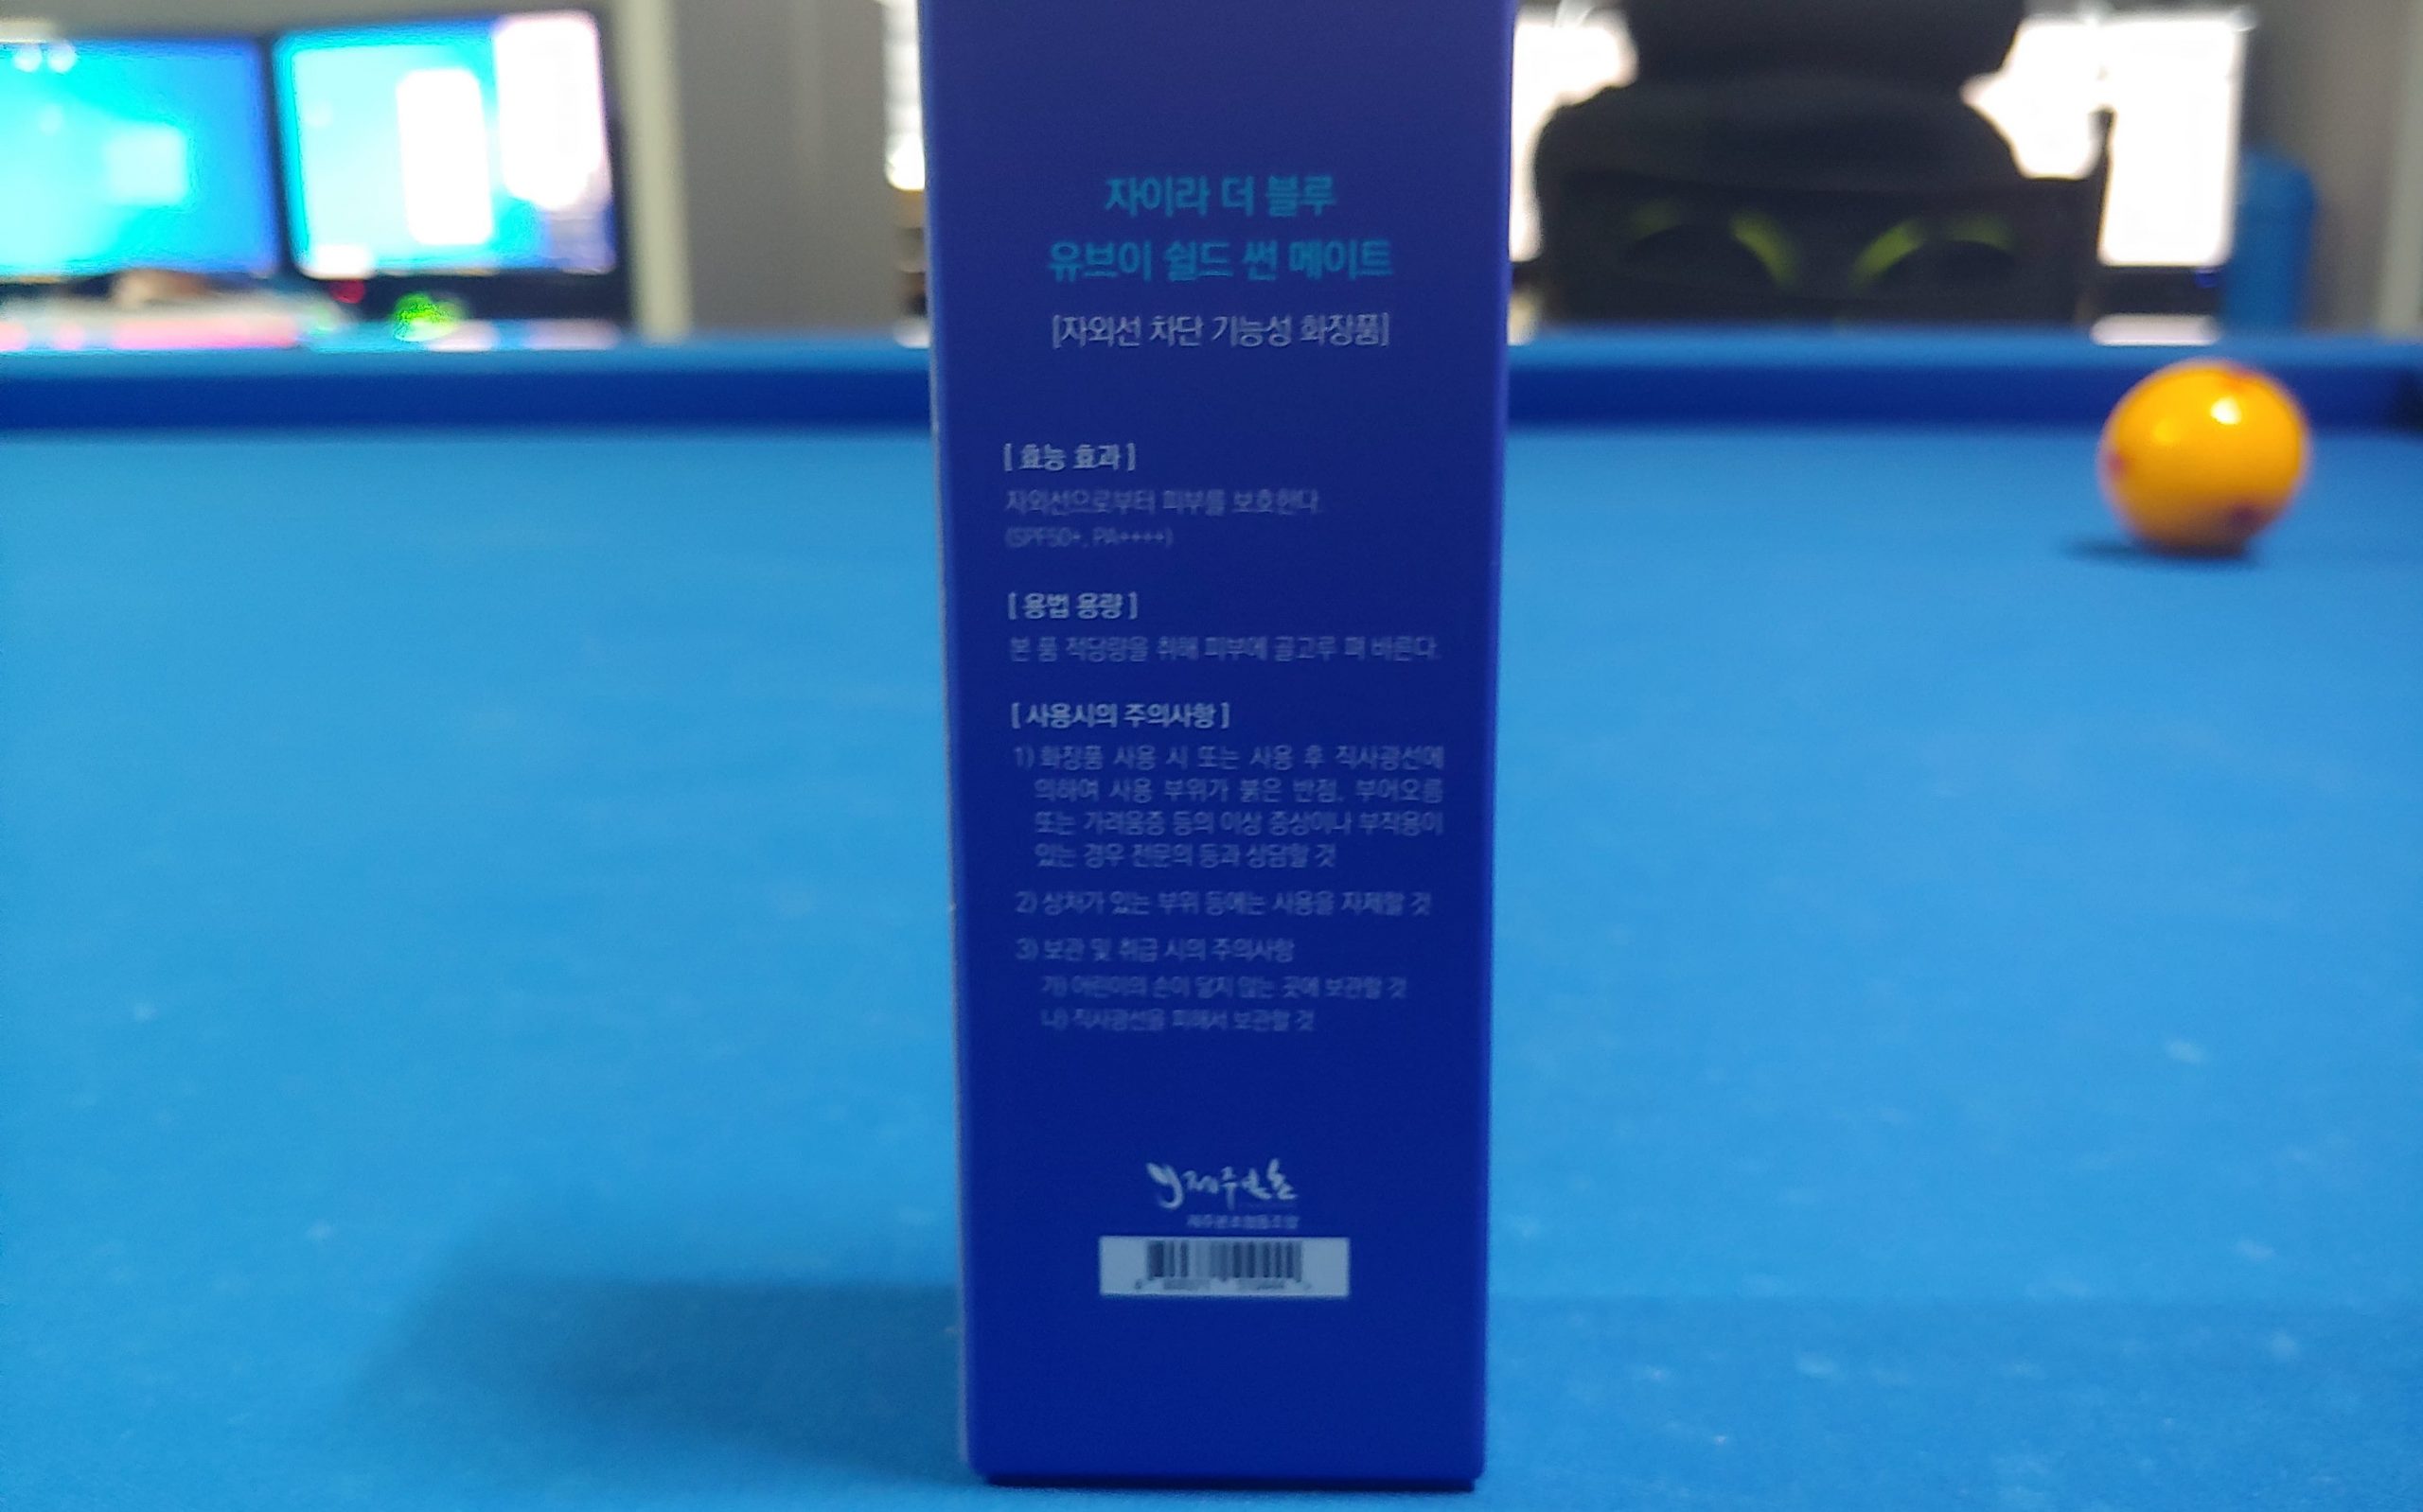 자이라 더 블루
유브이 쉴드 썬 메이트
[자외선 차단 기능성 화장품]
[ 효능 효과 ]
자외선으로부터 피부를 보호한다.
(SPF50+, PA++++)
[ 용법 용량 ]
본 품 적당량을 취해 피부에 골고루 펴 바른다.
[ 사용시의 주의사항 ]
1) 화장품 사용 시 또는 사용 후 직사광선에
의하여 사용 부위가 붉은 반점, 부어오름
또는 가려움증 등의 이상 증상이나 부작용이
있는 경우 전문의 등과 상담할 것
2) 상처가 있는 부위 등에는 사용을 자제할 것
3) 보관 및 취급 시의 주의사항
가) 어린이의 손이 닿지 않는 곳에 보관할 것
나) 직사광선을 피해서 보관할 것